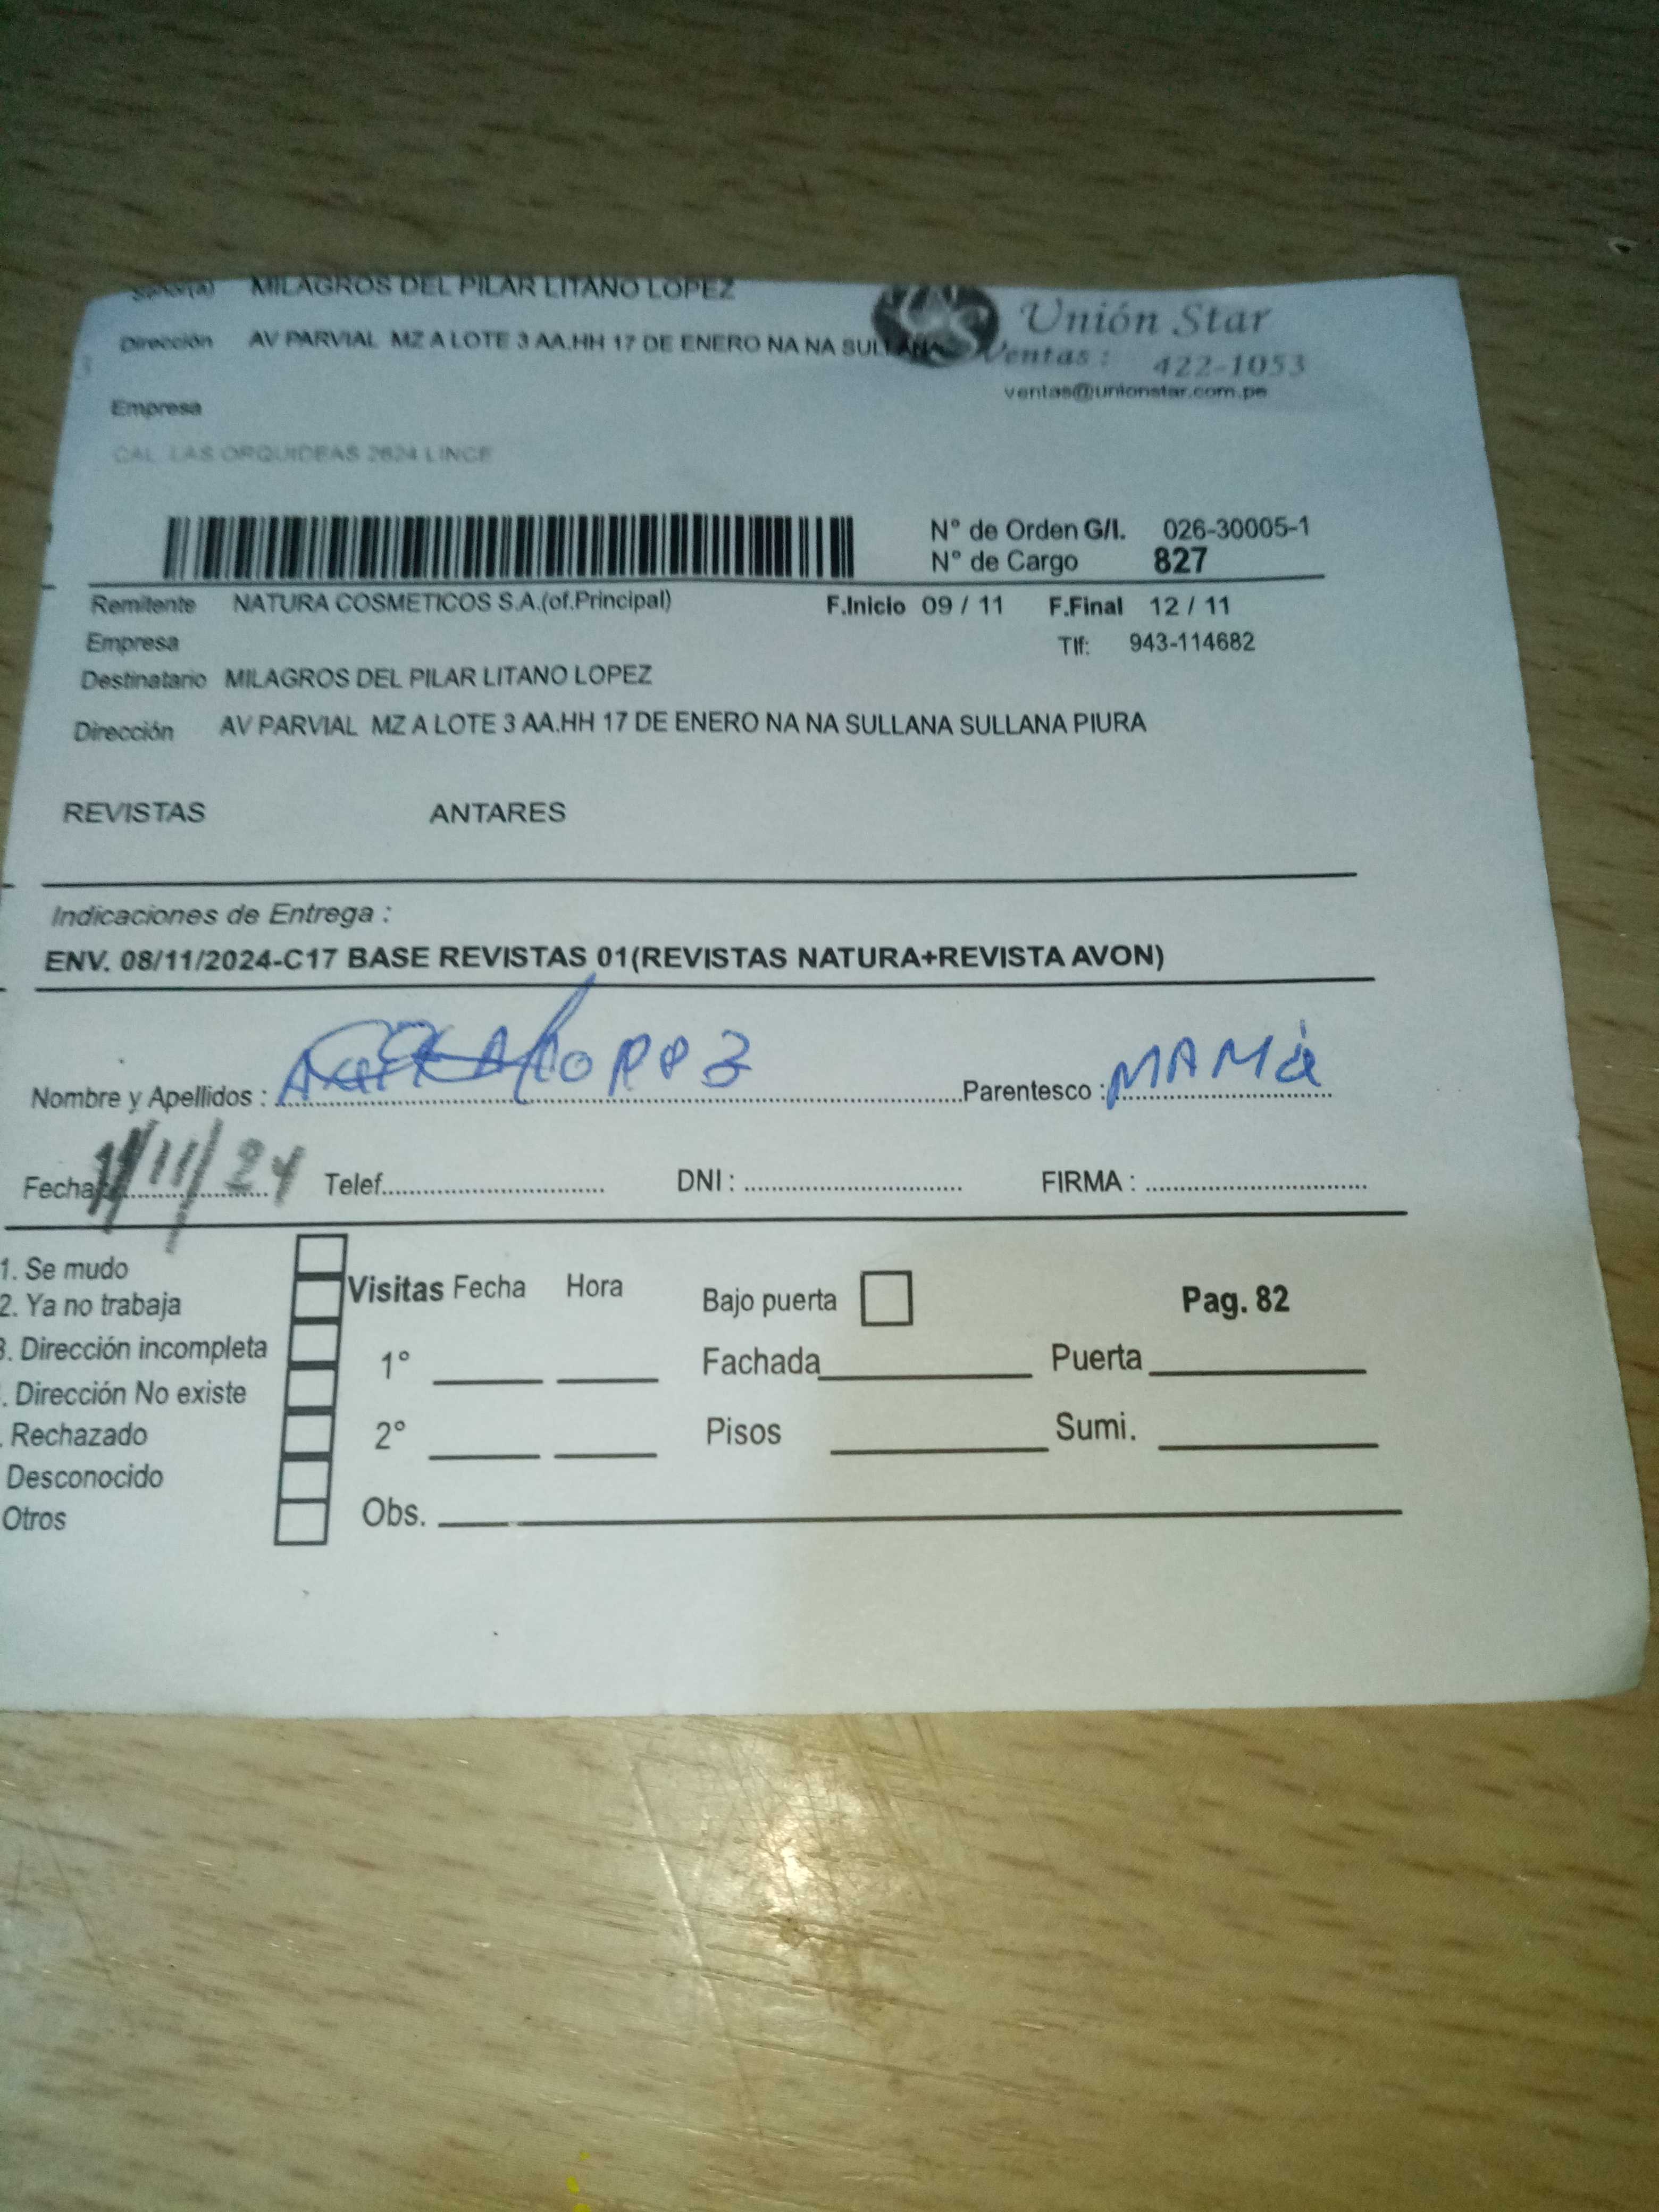 Señor(a) MILAGROS DEL PILAR LITANO LOPEZ
Unión Star
Dirección AV PARVIAL MZ A LOTE 3 AA.HH 17 DE ENERO NA NA SULLANA
Ventas : 422-1053
ventas@unionstar.com.pe
Empresa
CAL. LAS ORQUIDEAS 2624 LINCE
N° de Orden G/I. 026-30005-1
N° de Cargo 827
Remitente NATURA COSMETICOS S.A.(of.Principal) F.Inicio 09 / 11 F.Final 12 / 11
Empresa Tlf: 943-114682
Destinatario MILAGROS DEL PILAR LITANO LOPEZ
Dirección AV PARVIAL MZ A LOTE 3 AA.HH 17 DE ENERO NA NA SULLANA SULLANA PIURA
REVISTAS ANTARES
Indicaciones de Entrega :
ENV. 08/11/2024-C17 BASE REVISTAS 01(REVISTAS NATURA+REVISTA AVON)
Nombre y Apellidos : Lopez Parentesco : MAMá
Fecha 11/11/24 Telef. DNI : FIRMA :
1. Se mudo
2. Ya no trabaja
3. Dirección incompleta
. Dirección No existe
. Rechazado
Desconocido
Otros
Visitas Fecha Hora Bajo puerta Pag. 82
1° Fachada Puerta
2° Pisos Sumi.
Obs.